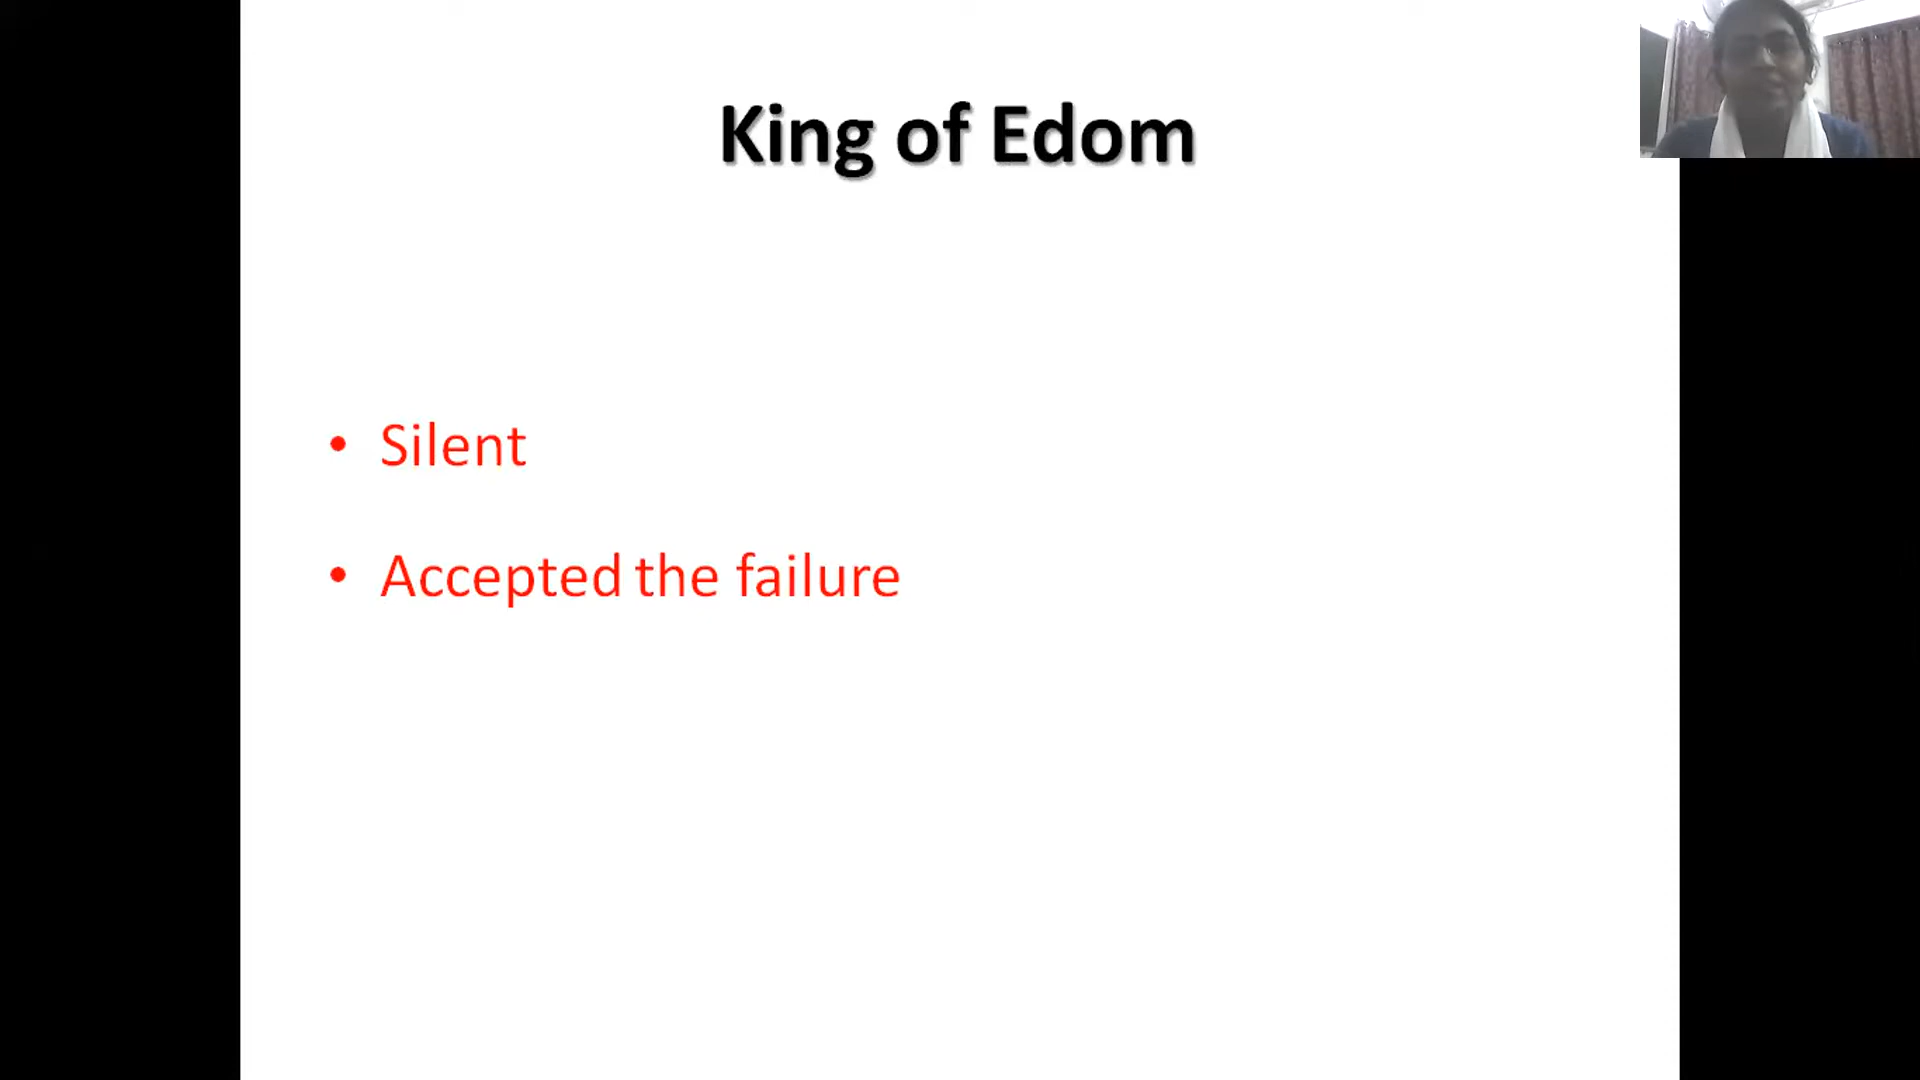 King of Edom
• Silent
• Accepted the failure